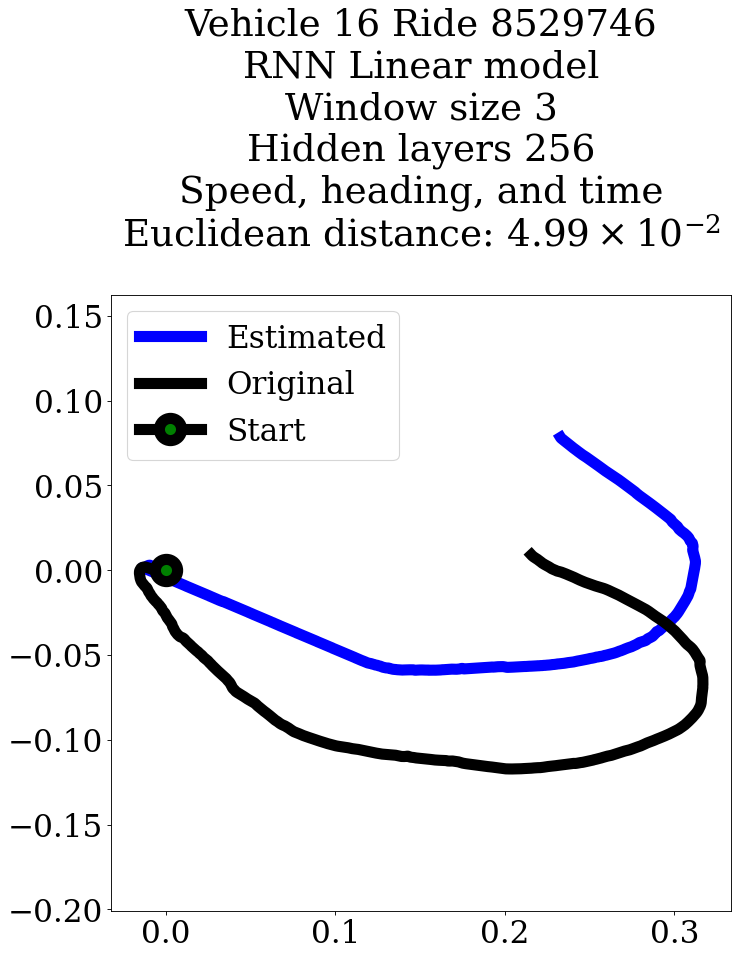 Vehicle 16 Ride 8529746
RNN Linear model
Window size 3
Hidden layers 256
Speed, heading, and time
Euclidean distance: 4.99 × 10⁻²
Estimated
Original
Start
0.15
0.10
0.05
0.00
−0.05
−0.10
−0.15
−0.20
0.0 0.1 0.2 0.3